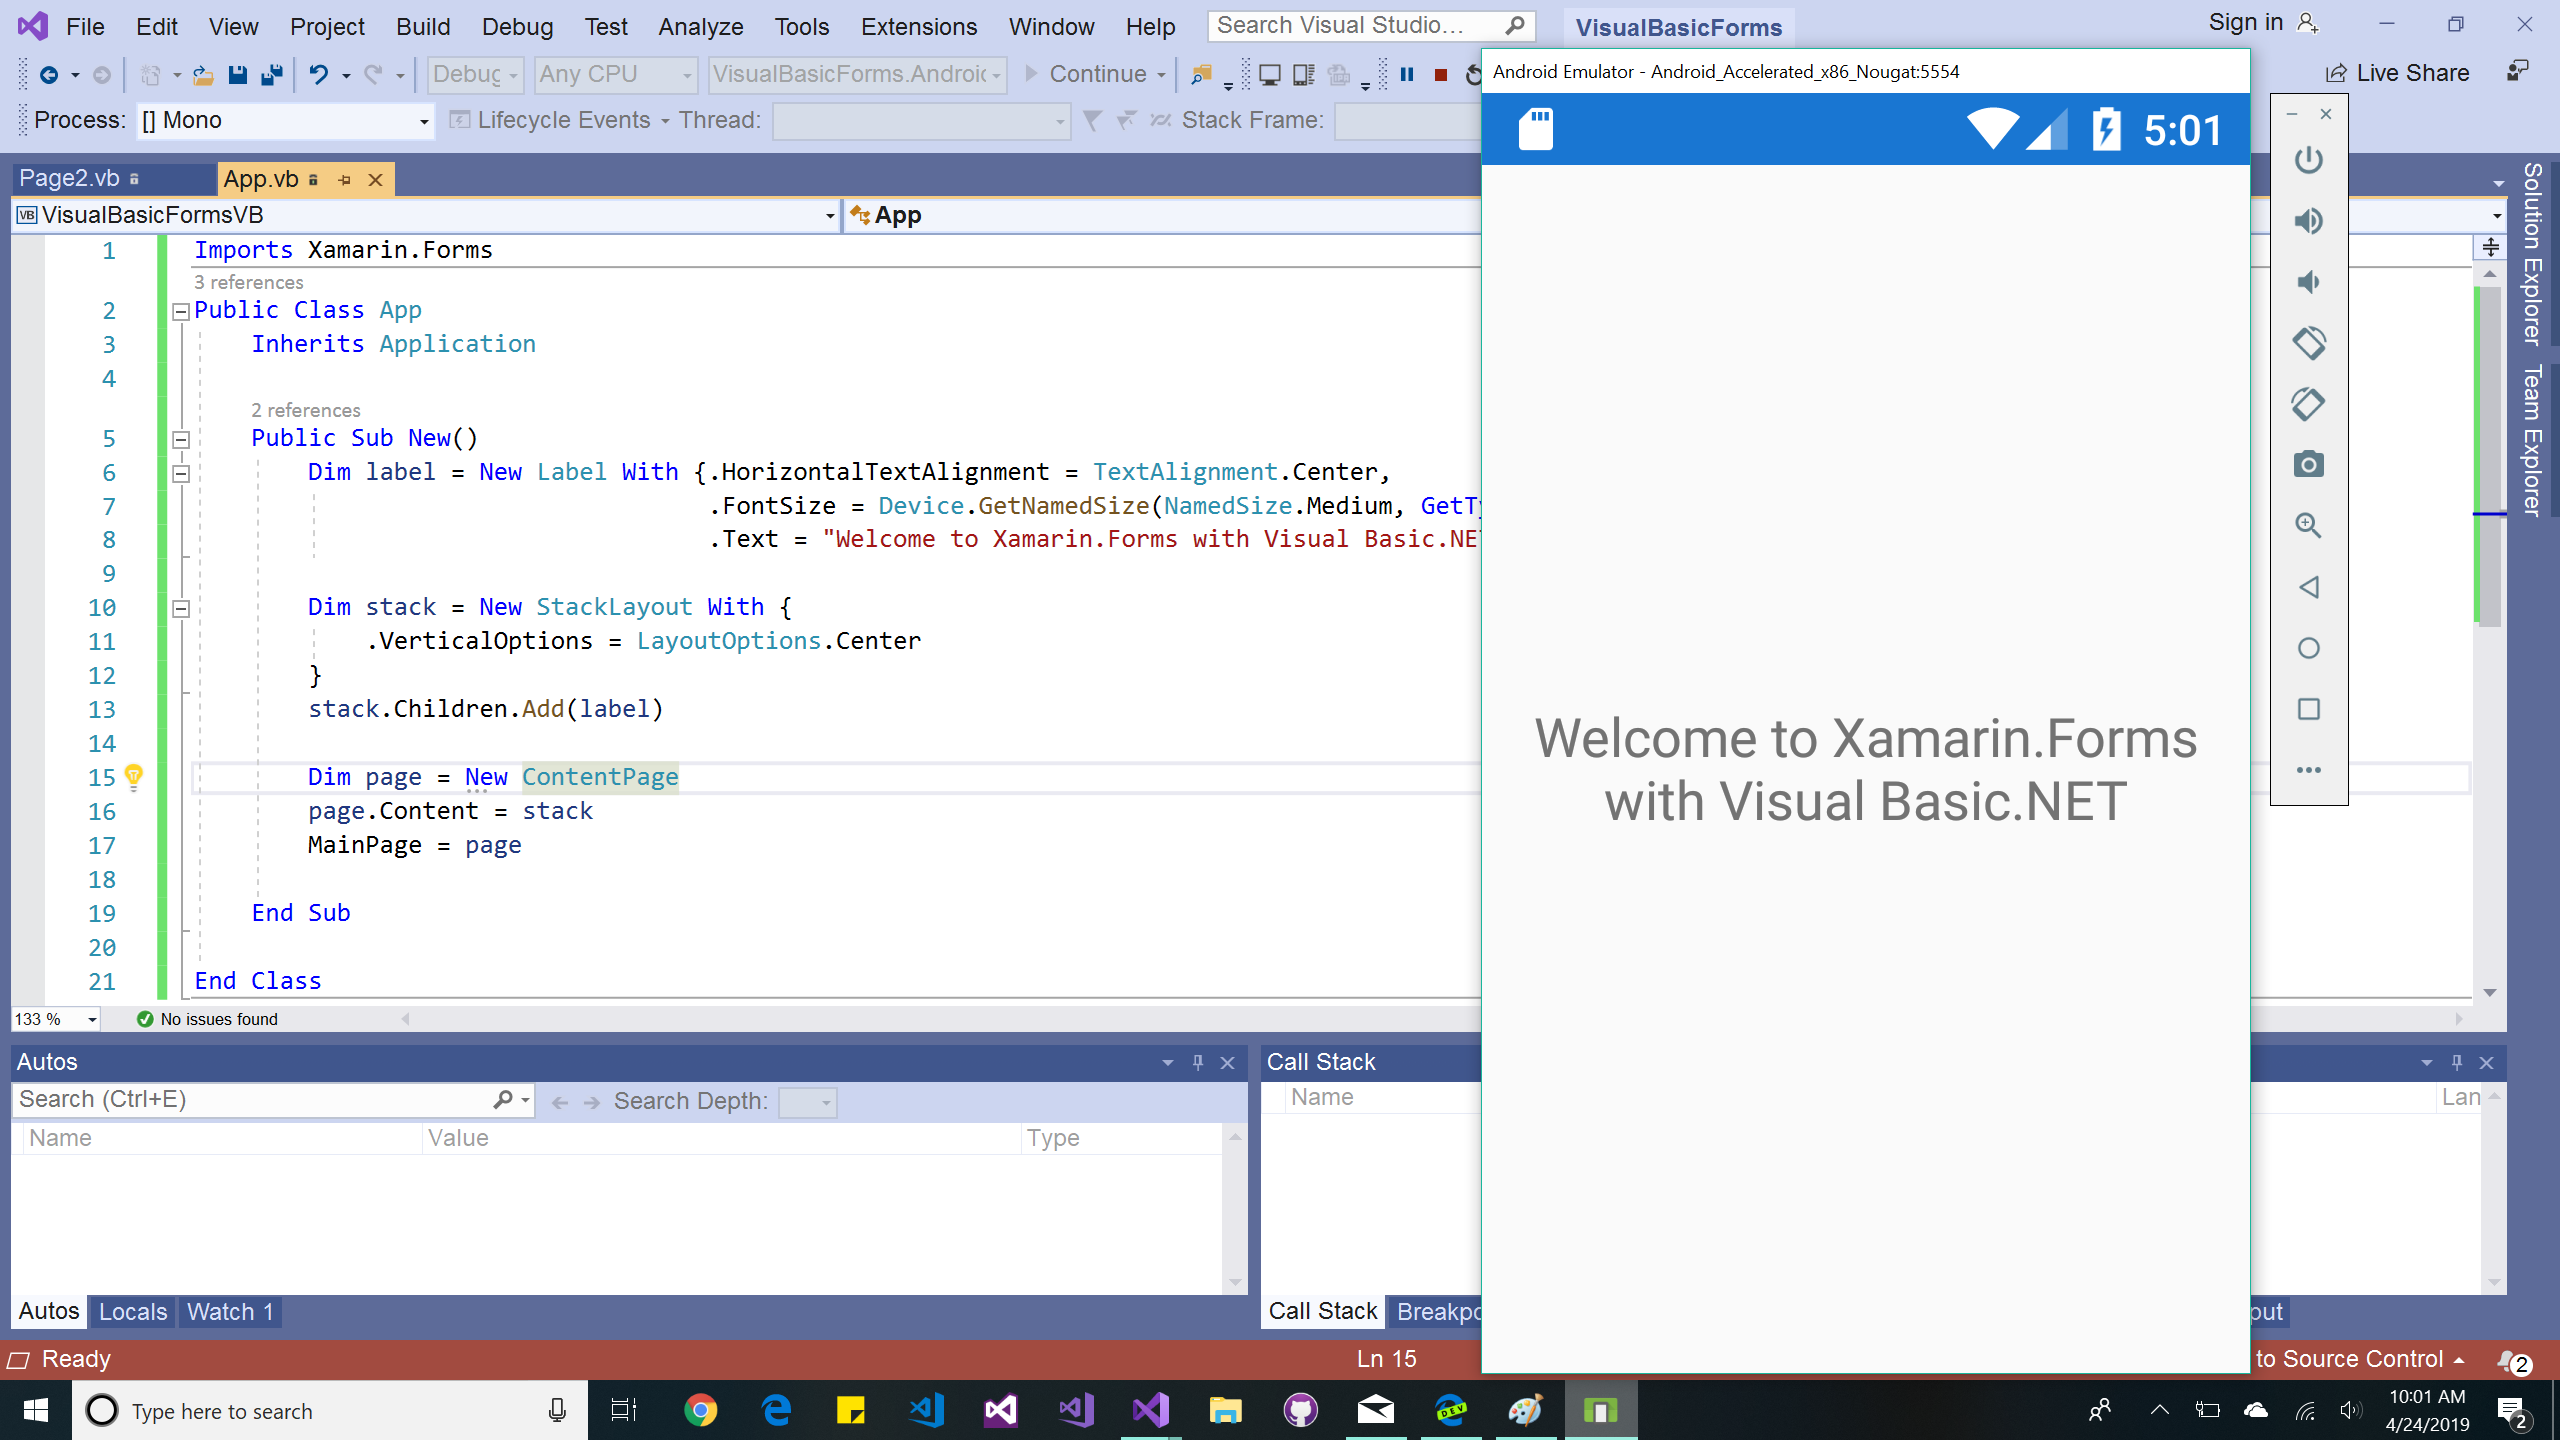 File Edit View Project Build Debug Test Analyze Tools Extensions Window Help Search Visual Studio... VisualBasicForms Sign in
Debug Any CPU VisualBasicForms.Android Continue Live Share
Process: [] Mono Lifecycle Events Thread: Stack Frame:
Android Emulator - Android_Accelerated_x86_Nougat:5554
5:01
Page2.vb App.vb
VB VisualBasicFormsVB App
Solution Explorer
Team Explorer
1 Imports Xamarin.Forms
3 references
2 Public Class App
3 Inherits Application
4
2 references
5 Public Sub New()
6 Dim label = New Label With {.HorizontalTextAlignment = TextAlignment.Center,
7 .FontSize = Device.GetNamedSize(NamedSize.Medium, GetTy
8 .Text = "Welcome to Xamarin.Forms with Visual Basic.NE
9
10 Dim stack = New StackLayout With {
11 .VerticalOptions = LayoutOptions.Center
12 }
13 stack.Children.Add(label)
14
15 Dim page = New ContentPage
16 page.Content = stack
17 MainPage = page
18
19 End Sub
20
21 End Class
Welcome to Xamarin.Forms
with Visual Basic.NET
133 % No issues found
Autos
Search (Ctrl+E) Search Depth:
Name Value Type
Autos Locals Watch 1
Call Stack
Name Lan
Call Stack Breakpo put
Ready Ln 15 to Source Control 2
Type here to search
DEV
10:01 AM
4/24/2019
2